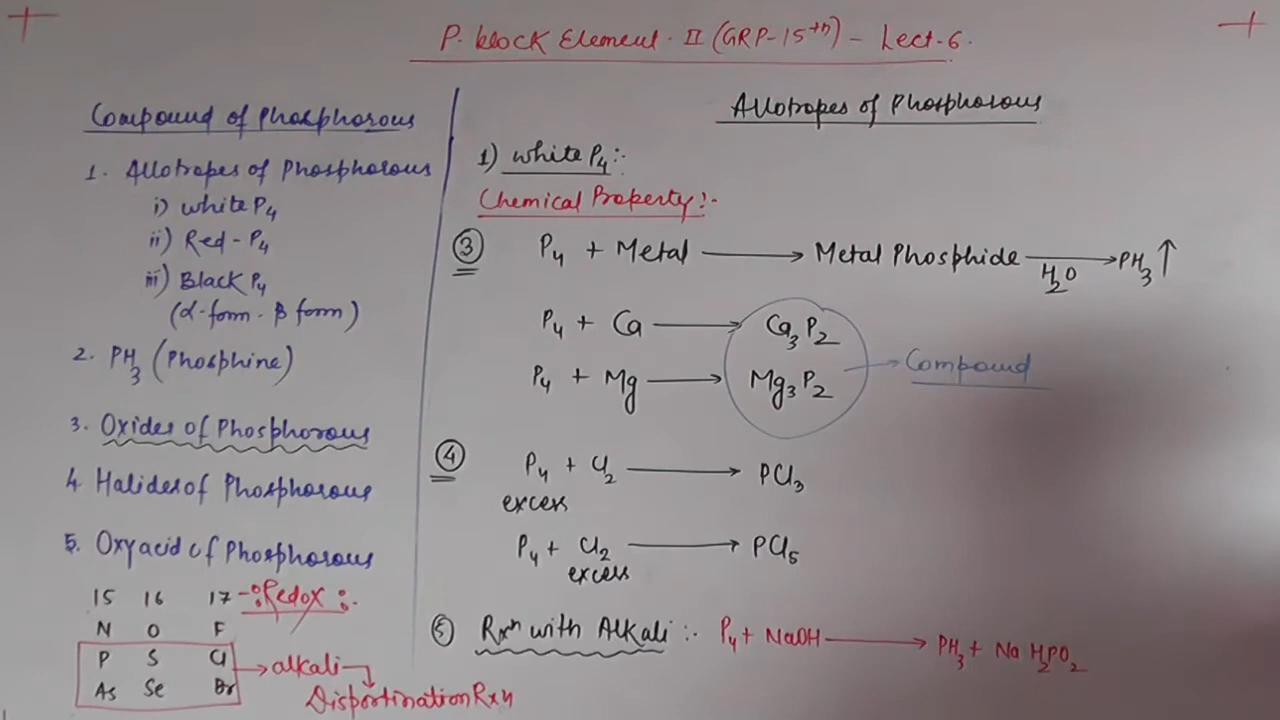 P. block Element. II (GRP-15th) - Lect.6.
Compound of Phosphorous
1. Allotropes of Phosphorous
i) white P4
ii) Red - P4
iii) Black P4
(α-form - β form)
2. PH3 (Phosphine)
3. Oxides of Phosphorous
4. Halides of Phosphorous
5. Oxyacid of Phosphorous
15 16 17 -: Redox :-
N O F
P S Cl → alkali →
As Se Br Disportination Rxn
Allotropes of Phosphorous
1) white P4 :-
Chemical Property :-
③ P4 + Metal → Metal Phosphide → H2O PH3 ↑
P4 + Ca → Ca3P2
P4 + Mg → Mg3P2 → Compound
④ P4 + Cl2 → PCl3
excess
P4 + Cl2 → PCl5
excess
⑤ Rxn with Alkali :- P4 + NaOH → PH3 + NaH2PO2